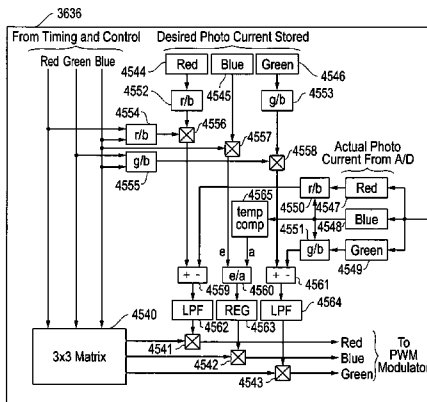 3636
From Timing and Control
Desired Photo Current Stored
Red Green Blue
4544 Red Blue Green 4546
4552 4545
r/b g/b 4553
4554
r/b 4556
4557
g/b 4558
4555
Actual Photo
Current From A/D
4565
temp
comp
r/b Red
4550 4547
Blue
4551 4548
g/b Green
4549
e a
+ - e/a + - 4561
4559 4560
4564
4540 LPF REG LPF
4562 4563
3x3 Matrix
4541 Red
4542 Blue
4543 Green
To
PWM
Modulator